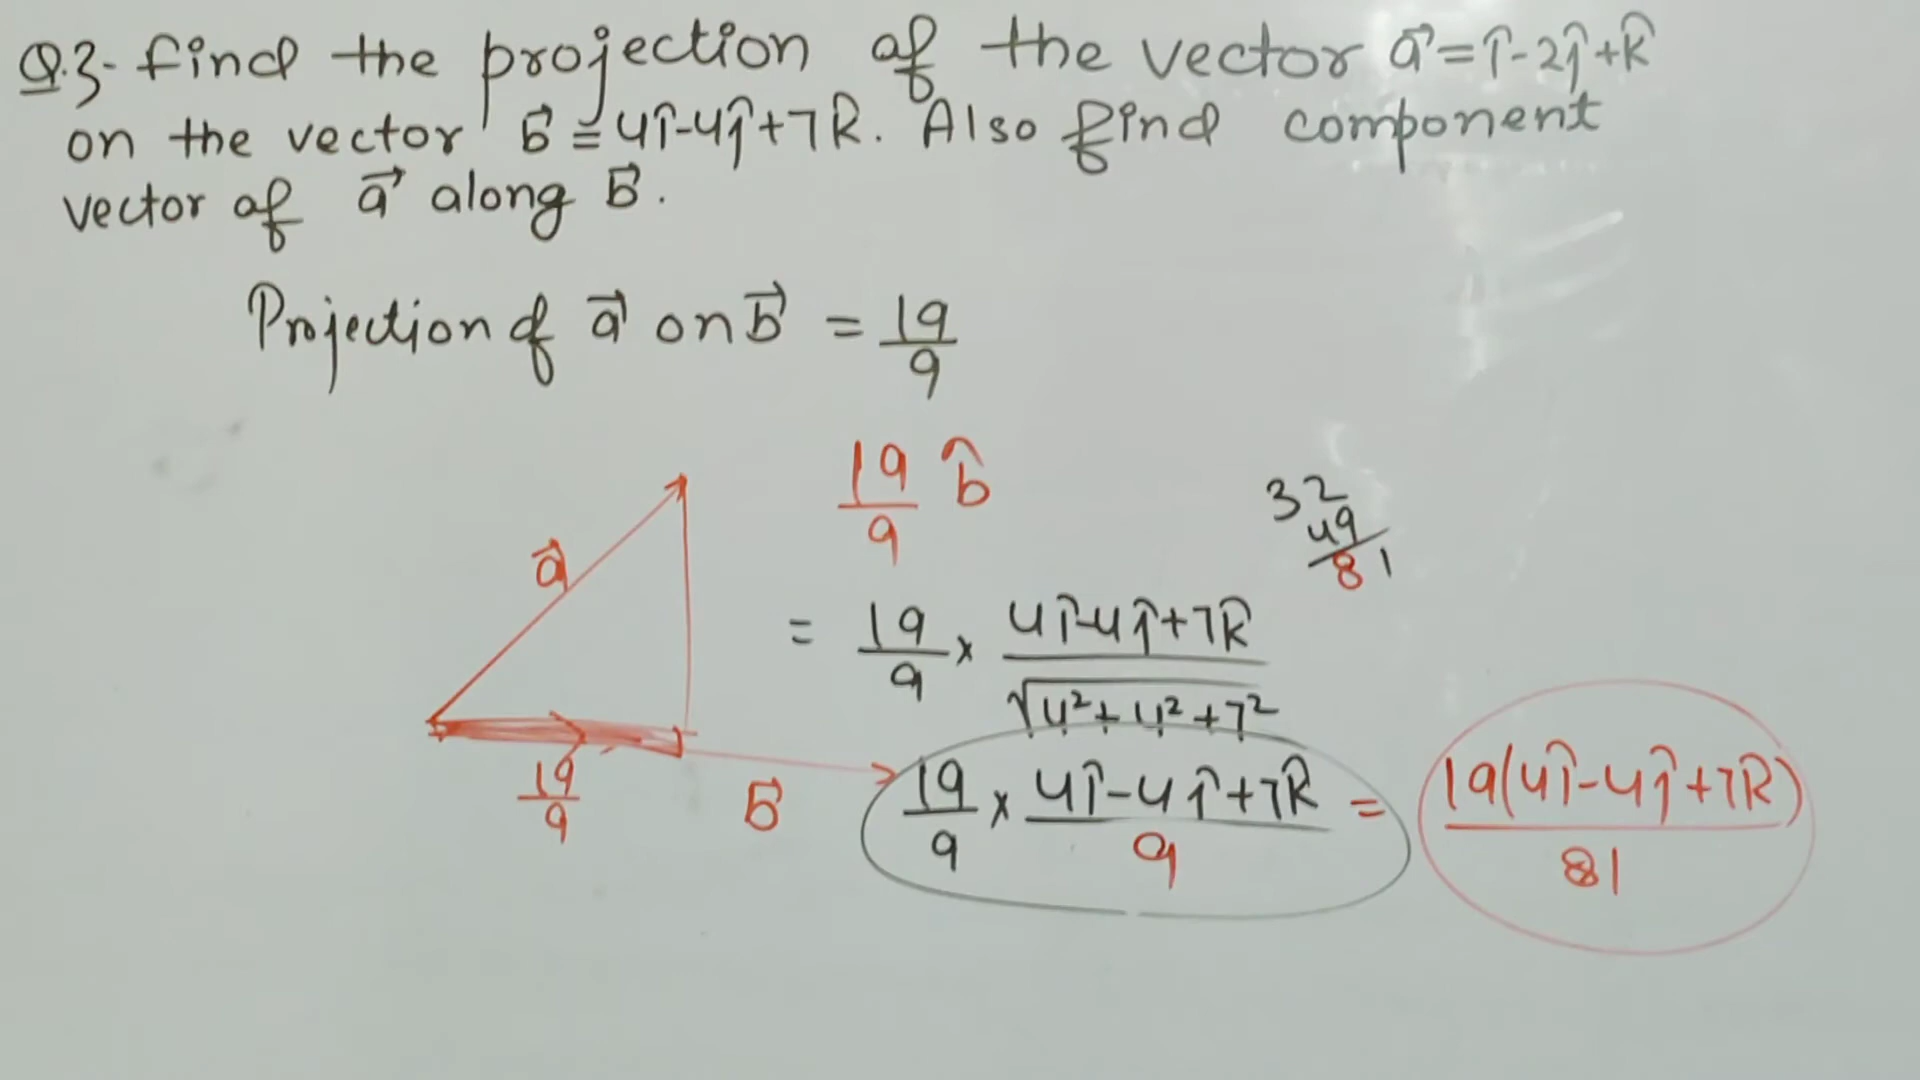 Q.3- find the projection of the vector a⃗ = î-2ĵ+k̂
on the vector b⃗ = 4î-4ĵ+7k̂. Also find component
vector of a⃗ along b⃗.
Projection of a⃗ on b⃗ = 19/9
19/9 b̂
32
49
81
a⃗
= 19/9 × (4î-4ĵ+7k̂)/√(4²+4²+7²)
19/9
b⃗
19/9 × (4î-4ĵ+7k̂)/9 = 19(4î-4ĵ+7k̂)/81